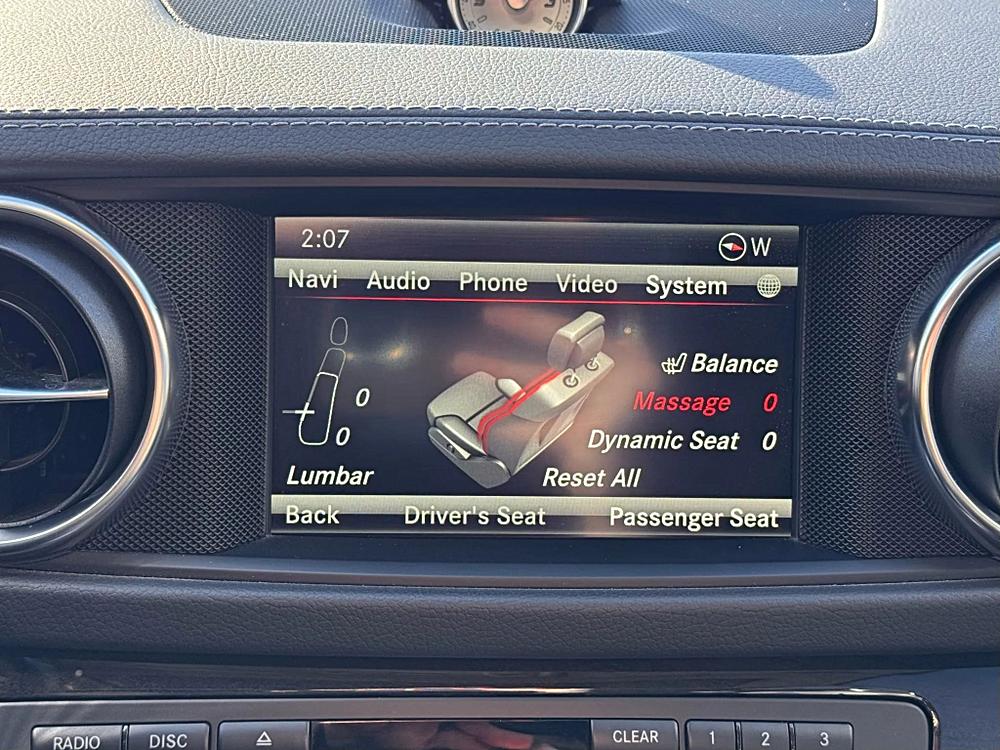 2:07 W
Navi Audio Phone Video System
0
0
Lumbar
Balance
Massage 0
Dynamic Seat 0
Reset All
Back Driver's Seat Passenger Seat
RADIO DISC CLEAR 1 2 3